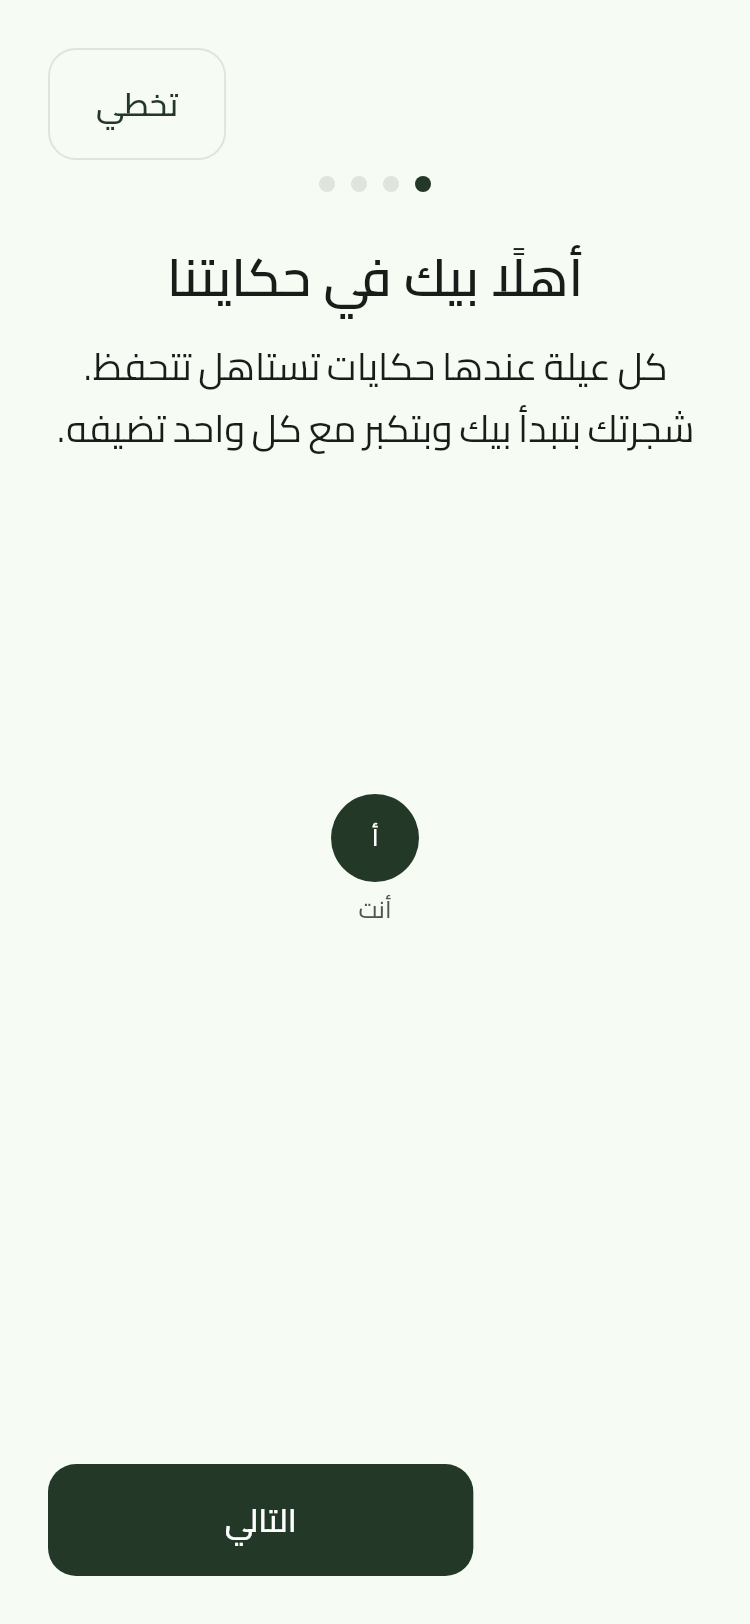 تخطي
أهلًا بيك في حكايتنا
كل عيلة عندها حكايات تستاهل تتحفظ.
شجرتك بتبدأ بيك وبتكبر مع كل واحد تضيفه.
أ
أنت
التالي